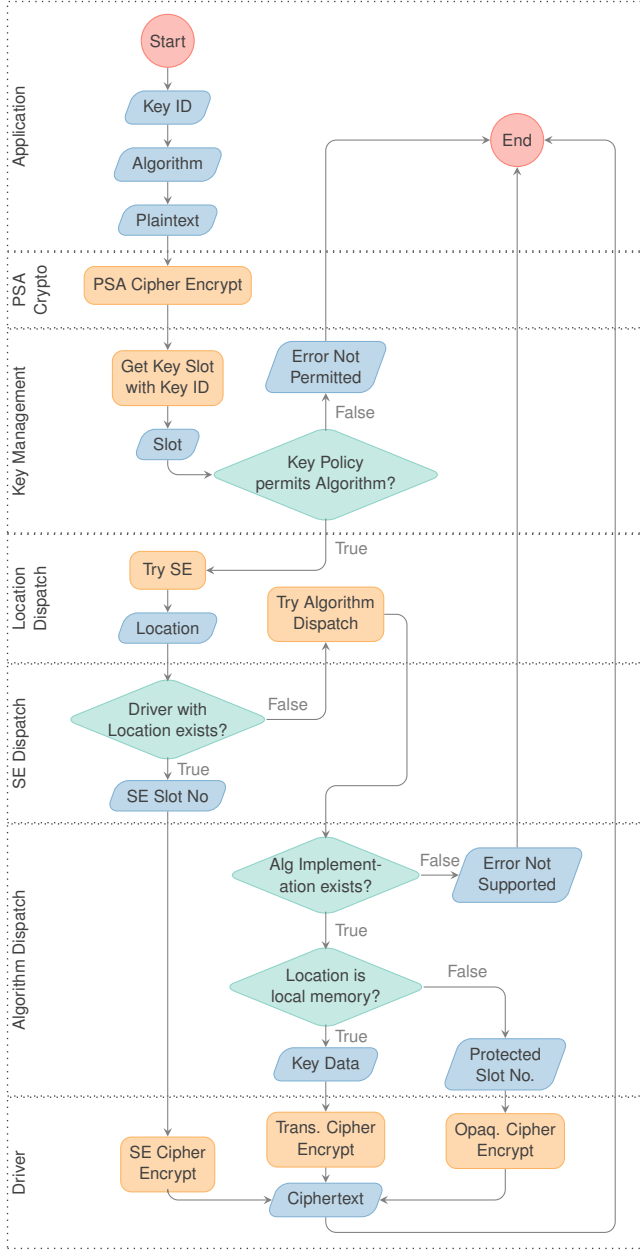 Application
Start
Key ID
Algorithm
Plaintext
End
PSA
Crypto
PSA Cipher Encrypt
Key Management
Get Key Slot
with Key ID
Slot
Error Not
Permitted
False
Key Policy
permits Algorithm?
True
Location
Dispatch
Try SE
Location
Try Algorithm
Dispatch
SE Dispatch
Driver with
Location exists?
False
True
SE Slot No
Algorithm Dispatch
Alg Implement-
ation exists?
False
Error Not
Supported
True
Location is
local memory?
False
True
Key Data
Protected
Slot No.
Driver
SE Cipher
Encrypt
Trans. Cipher
Encrypt
Opaq. Cipher
Encrypt
Ciphertext